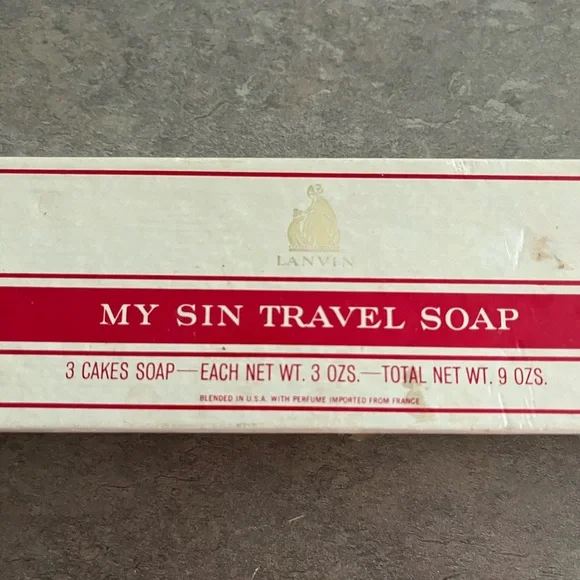 LANVIN
MY SIN TRAVEL SOAP
3 CAKES SOAP—EACH NET WT. 3 OZS.—TOTAL NET WT. 9 OZS.
BLENDED IN U.S.A. WITH PERFUME IMPORTED FROM FRANCE